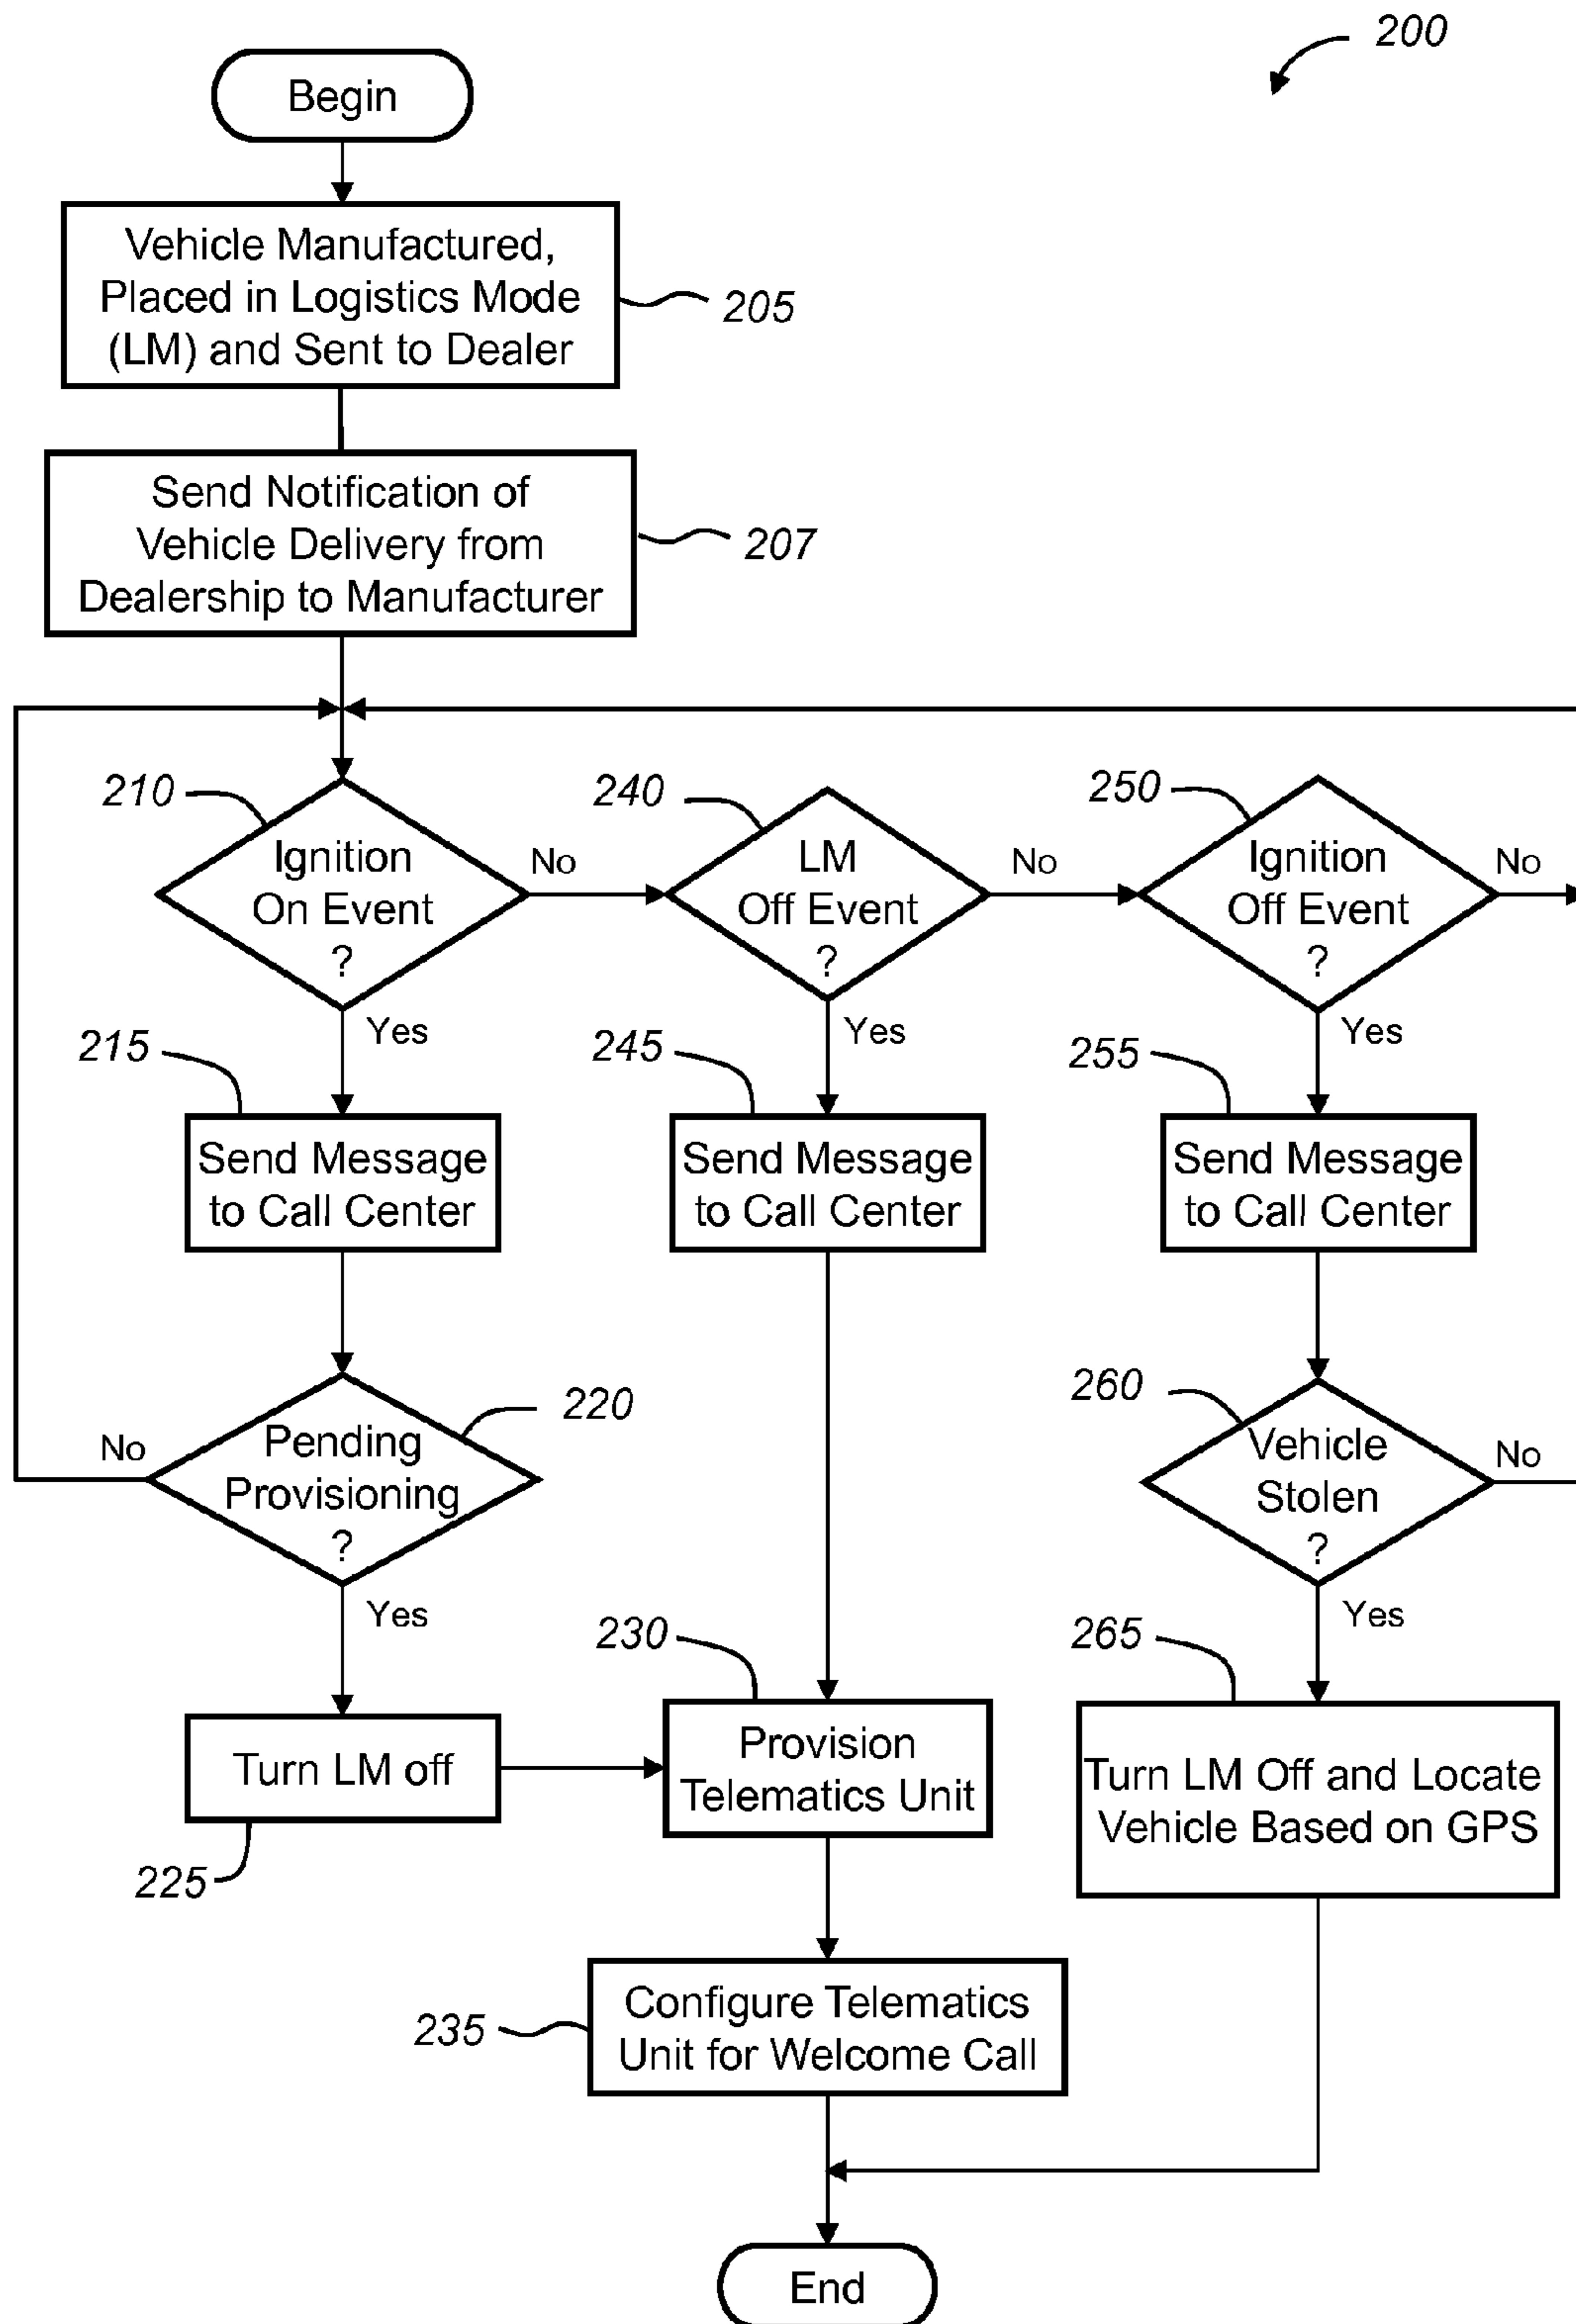 200
Begin
Vehicle Manufactured,
Placed in Logistics Mode
(LM) and Sent to Dealer
205
Send Notification of
Vehicle Delivery from
Dealership to Manufacturer
207
210
Ignition
On Event
?
No
Yes
240
LM
Off Event
?
No
Yes
250
Ignition
Off Event
?
No
Yes
215
Send Message
to Call Center
245
Send Message
to Call Center
255
Send Message
to Call Center
220
Pending
Provisioning
?
No
Yes
260
Vehicle
Stolen
?
No
Yes
Turn LM off
225
230
Provision
Telematics Unit
265
Turn LM Off and Locate
Vehicle Based on GPS
235
Configure Telematics
Unit for Welcome Call
End